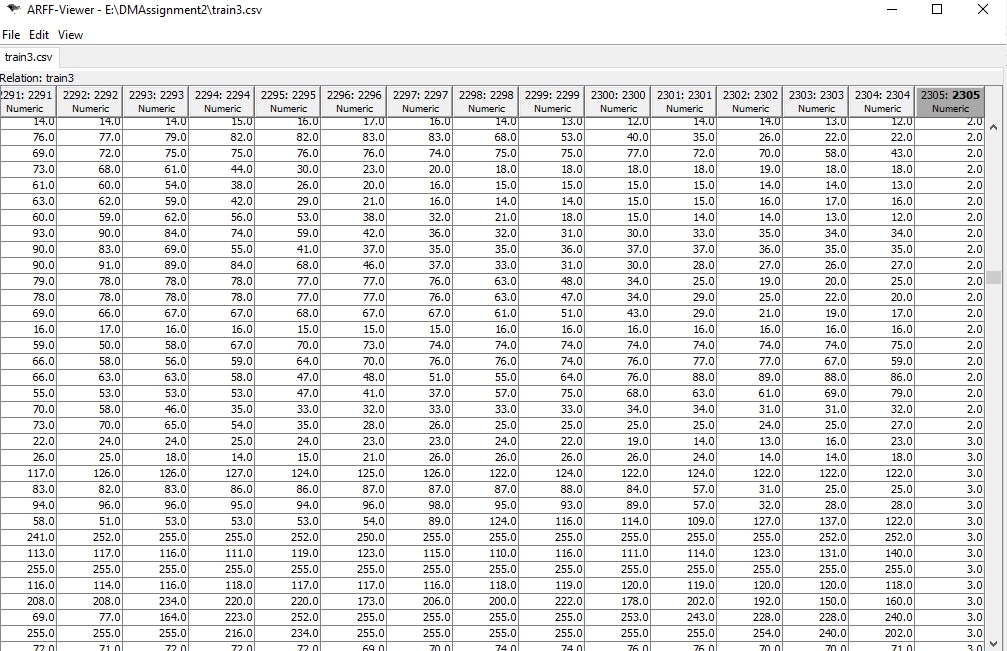 ARFF-Viewer - E:\DMAssignment2\train3.csv
File Edit View
train3.csv
Relation: train3
2291: 2291 2292: 2292 2293: 2293 2294: 2294 2295: 2295 2296: 2296 2297: 2297 2298: 2298 2299: 2299 2300: 2300 2301: 2301 2302: 2302 2303: 2303 2304: 2304 2305: 2305
Numeric Numeric Numeric Numeric Numeric Numeric Numeric Numeric Numeric Numeric Numeric Numeric Numeric Numeric Numeric
14.0 14.0 14.0 15.0 16.0 17.0 16.0 14.0 13.0 12.0 14.0 14.0 13.0 12.0 2.0
76.0 77.0 79.0 82.0 82.0 83.0 83.0 68.0 53.0 40.0 35.0 26.0 22.0 22.0 2.0
69.0 72.0 75.0 75.0 76.0 76.0 74.0 75.0 75.0 77.0 72.0 70.0 58.0 43.0 2.0
73.0 68.0 61.0 44.0 30.0 23.0 20.0 18.0 18.0 18.0 18.0 19.0 18.0 18.0 2.0
61.0 60.0 54.0 38.0 26.0 20.0 16.0 15.0 15.0 15.0 15.0 14.0 14.0 13.0 2.0
63.0 62.0 59.0 42.0 29.0 21.0 16.0 14.0 14.0 15.0 15.0 16.0 17.0 16.0 2.0
60.0 59.0 62.0 56.0 53.0 38.0 32.0 21.0 18.0 15.0 14.0 14.0 13.0 12.0 2.0
93.0 90.0 84.0 74.0 59.0 42.0 36.0 32.0 31.0 30.0 33.0 35.0 34.0 34.0 2.0
90.0 83.0 69.0 55.0 41.0 37.0 35.0 35.0 36.0 37.0 37.0 36.0 35.0 35.0 2.0
90.0 91.0 89.0 84.0 68.0 46.0 37.0 33.0 31.0 30.0 28.0 27.0 26.0 27.0 2.0
79.0 78.0 78.0 78.0 77.0 77.0 76.0 63.0 48.0 34.0 25.0 19.0 20.0 25.0 2.0
78.0 78.0 78.0 78.0 77.0 77.0 76.0 63.0 47.0 34.0 29.0 25.0 22.0 20.0 2.0
69.0 66.0 67.0 67.0 68.0 67.0 67.0 61.0 51.0 43.0 29.0 21.0 19.0 17.0 2.0
16.0 17.0 16.0 16.0 15.0 15.0 15.0 16.0 16.0 16.0 16.0 16.0 16.0 16.0 2.0
59.0 50.0 58.0 67.0 70.0 73.0 74.0 74.0 74.0 74.0 74.0 74.0 74.0 75.0 2.0
66.0 58.0 56.0 59.0 64.0 70.0 76.0 76.0 74.0 76.0 77.0 77.0 67.0 59.0 2.0
66.0 63.0 63.0 58.0 47.0 48.0 51.0 55.0 64.0 76.0 88.0 89.0 88.0 86.0 2.0
55.0 53.0 53.0 53.0 47.0 41.0 37.0 57.0 75.0 68.0 63.0 61.0 69.0 79.0 2.0
70.0 58.0 46.0 35.0 33.0 32.0 33.0 33.0 33.0 34.0 34.0 31.0 31.0 32.0 2.0
73.0 70.0 65.0 54.0 35.0 28.0 26.0 25.0 25.0 25.0 25.0 24.0 25.0 27.0 2.0
22.0 24.0 24.0 25.0 24.0 23.0 23.0 24.0 22.0 19.0 14.0 13.0 16.0 23.0 3.0
26.0 25.0 18.0 14.0 15.0 21.0 26.0 26.0 26.0 26.0 24.0 14.0 14.0 18.0 3.0
117.0 126.0 126.0 127.0 124.0 125.0 126.0 122.0 124.0 122.0 124.0 122.0 122.0 122.0 3.0
83.0 82.0 83.0 86.0 86.0 87.0 87.0 87.0 88.0 84.0 57.0 31.0 25.0 25.0 3.0
94.0 96.0 96.0 96.0 94.0 96.0 98.0 95.0 93.0 89.0 57.0 32.0 28.0 28.0 3.0
58.0 51.0 53.0 53.0 53.0 54.0 89.0 124.0 116.0 114.0 109.0 127.0 137.0 122.0 3.0
241.0 252.0 255.0 255.0 252.0 250.0 255.0 255.0 255.0 255.0 255.0 255.0 252.0 252.0 3.0
113.0 117.0 116.0 111.0 119.0 123.0 115.0 110.0 116.0 111.0 114.0 123.0 131.0 140.0 3.0
255.0 255.0 255.0 255.0 255.0 255.0 255.0 255.0 255.0 255.0 255.0 255.0 255.0 255.0 3.0
116.0 114.0 116.0 118.0 117.0 117.0 116.0 118.0 119.0 120.0 119.0 120.0 120.0 118.0 3.0
208.0 208.0 234.0 220.0 220.0 173.0 206.0 200.0 222.0 178.0 202.0 192.0 150.0 160.0 3.0
69.0 77.0 164.0 223.0 252.0 255.0 255.0 255.0 255.0 253.0 243.0 228.0 228.0 240.0 3.0
255.0 255.0 216.0 234.0 255.0 255.0 255.0 255.0 255.0 255.0 255.0 254.0 240.0 202.0 3.0
72.0 71.0 72.0 72.0 72.0 69.0 70.0 74.0 74.0 76.0 76.0 70.0 70.0 71.0 3.0